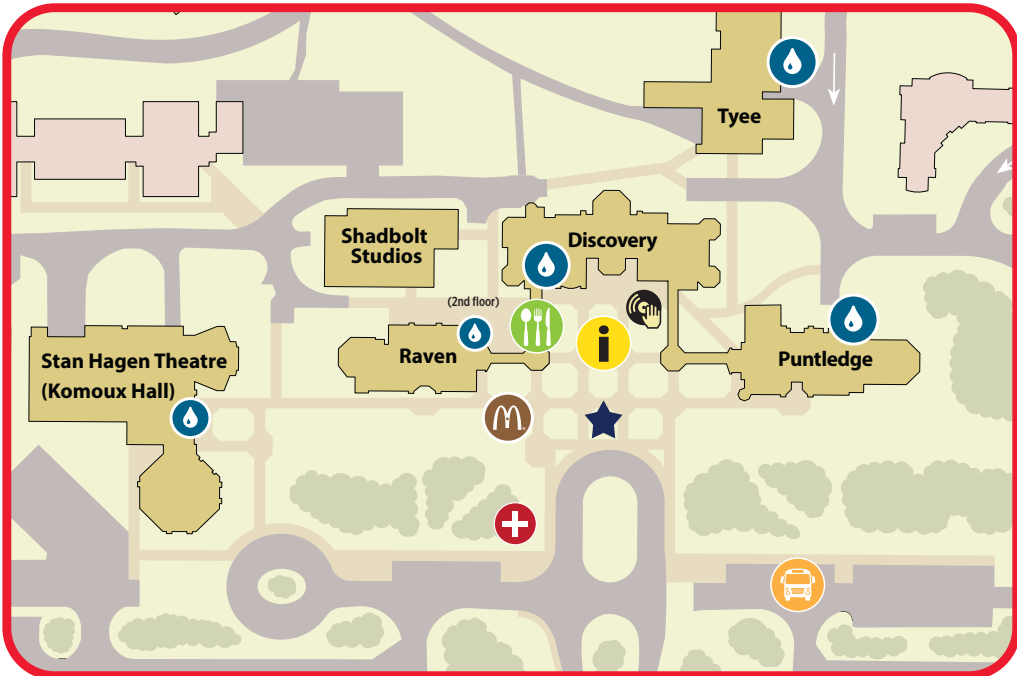 Tyee
Shadbolt
Studios
Discovery
(2nd floor)
Raven
Stan Hagen Theatre
(Komoux Hall)
Puntledge